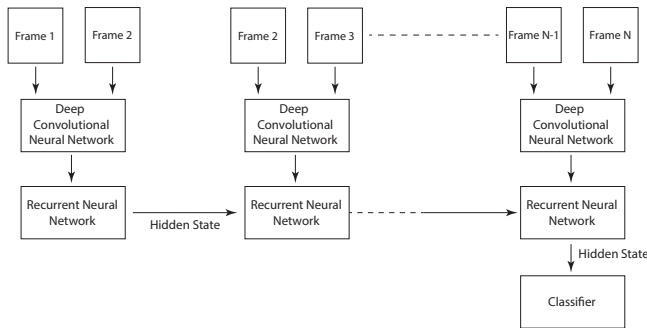 Frame 1
Frame 2
Frame 2
Frame 3
Frame N-1
Frame N
Deep
Convolutional
Neural Network
Deep
Convolutional
Neural Network
Deep
Convolutional
Neural Network
Recurrent Neural
Network
Hidden State
Recurrent Neural
Network
Recurrent Neural
Network
Hidden State
Classifier